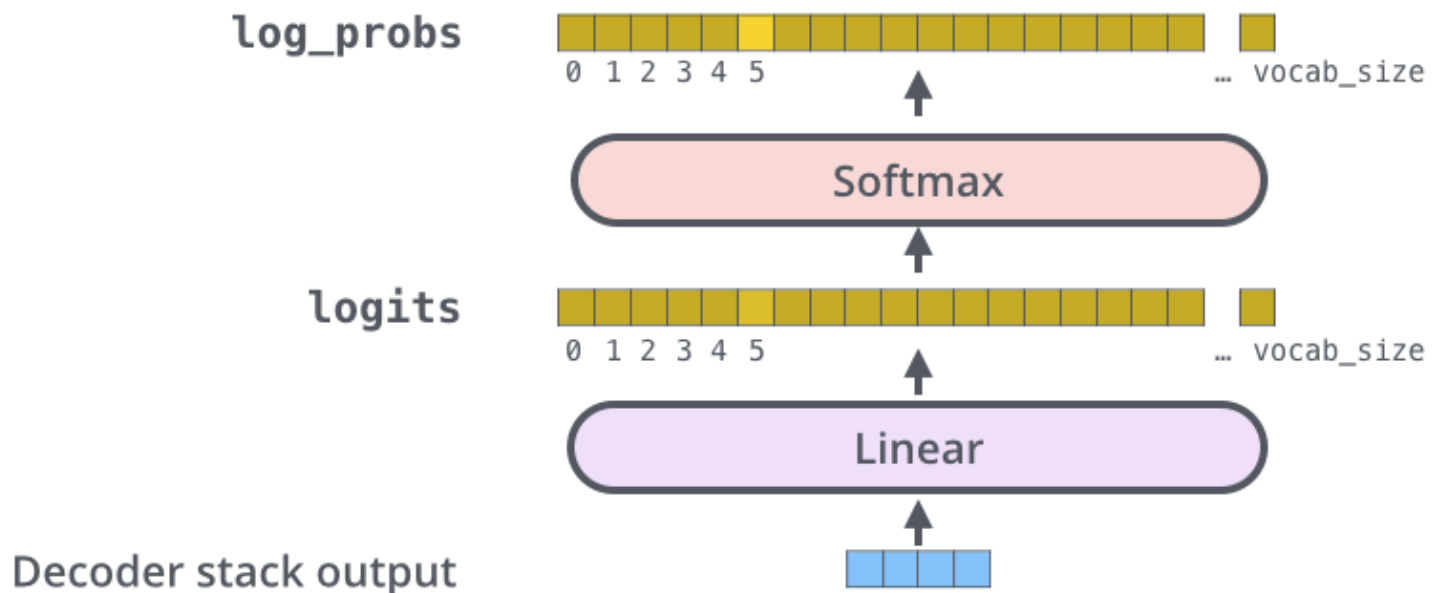 log_probs
0 1 2 3 4 5 … vocab_size
Softmax
logits
0 1 2 3 4 5 … vocab_size
Linear
Decoder stack output